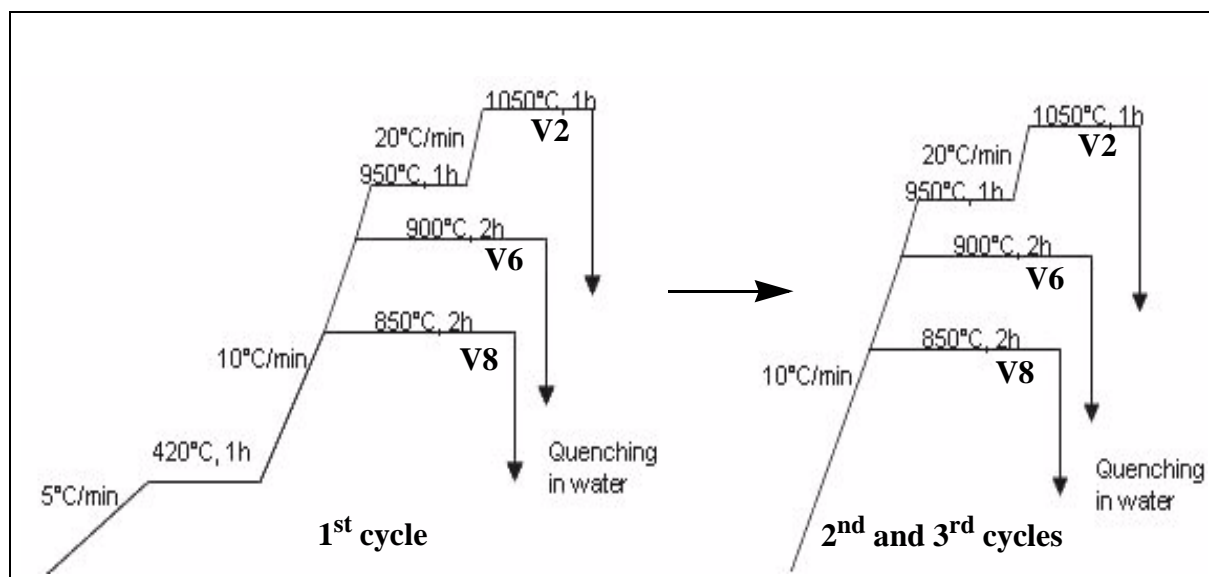 1050°C, 1h
V2
20°C/min
950°C, 1h
900°C, 2h
V6
850°C, 2h
V8
10°C/min
420°C, 1h
5°C/min
Quenching
in water
1st cycle
1050°C, 1h
V2
20°C/min
950°C, 1h
900°C, 2h
V6
850°C, 2h
V8
10°C/min
Quenching
in water
2nd and 3rd cycles